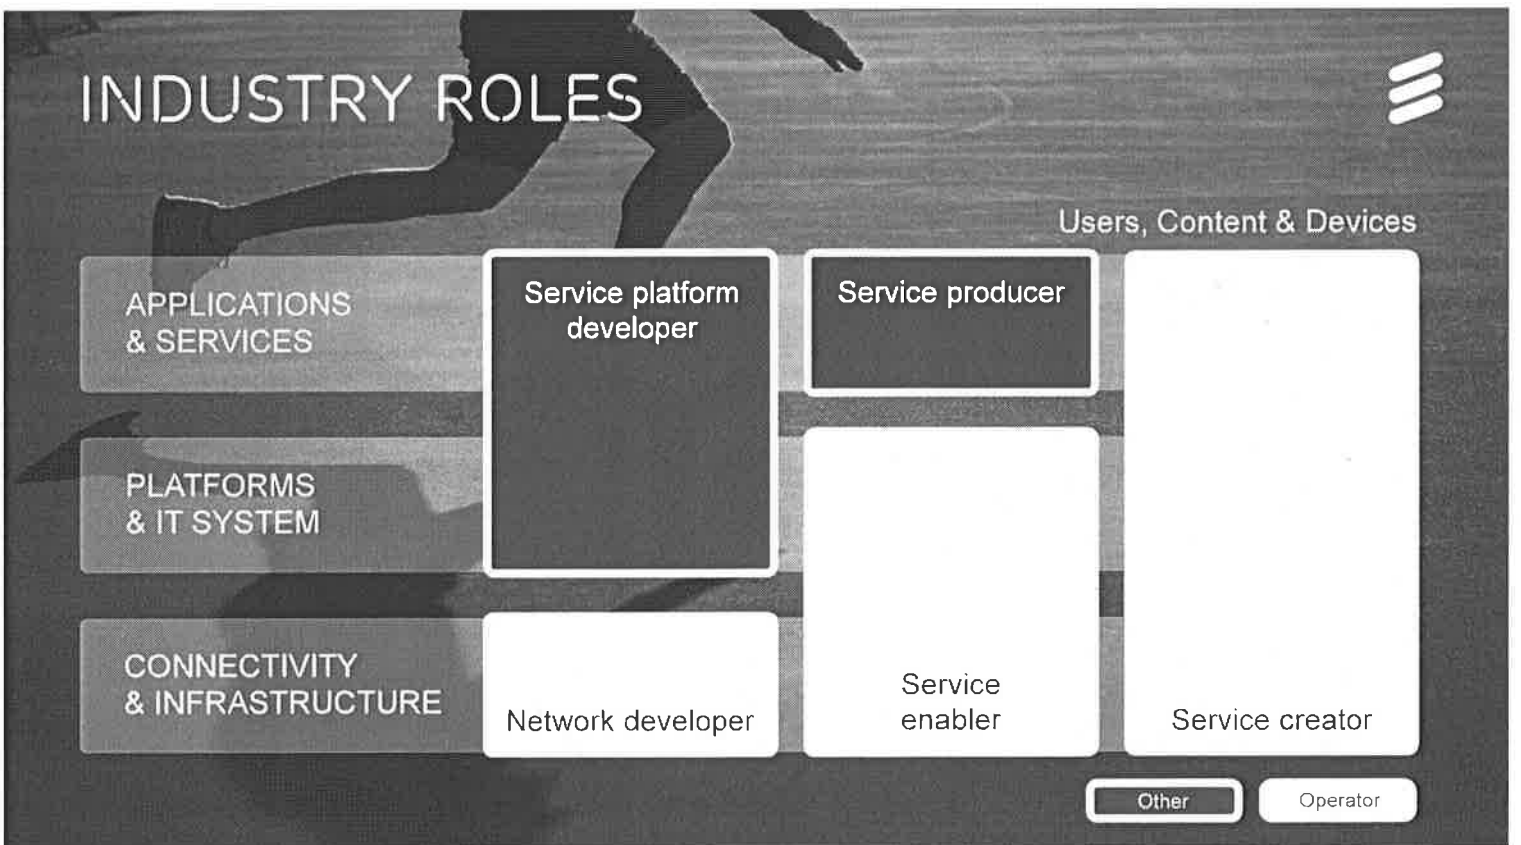 INDUSTRY ROLES
Users, Content & Devices
APPLICATIONS
& SERVICES
Service platform
developer
Service producer
PLATFORMS
& IT SYSTEM
CONNECTIVITY
& INFRASTRUCTURE
Network developer
Service
enabler
Service creator
Other
Operator